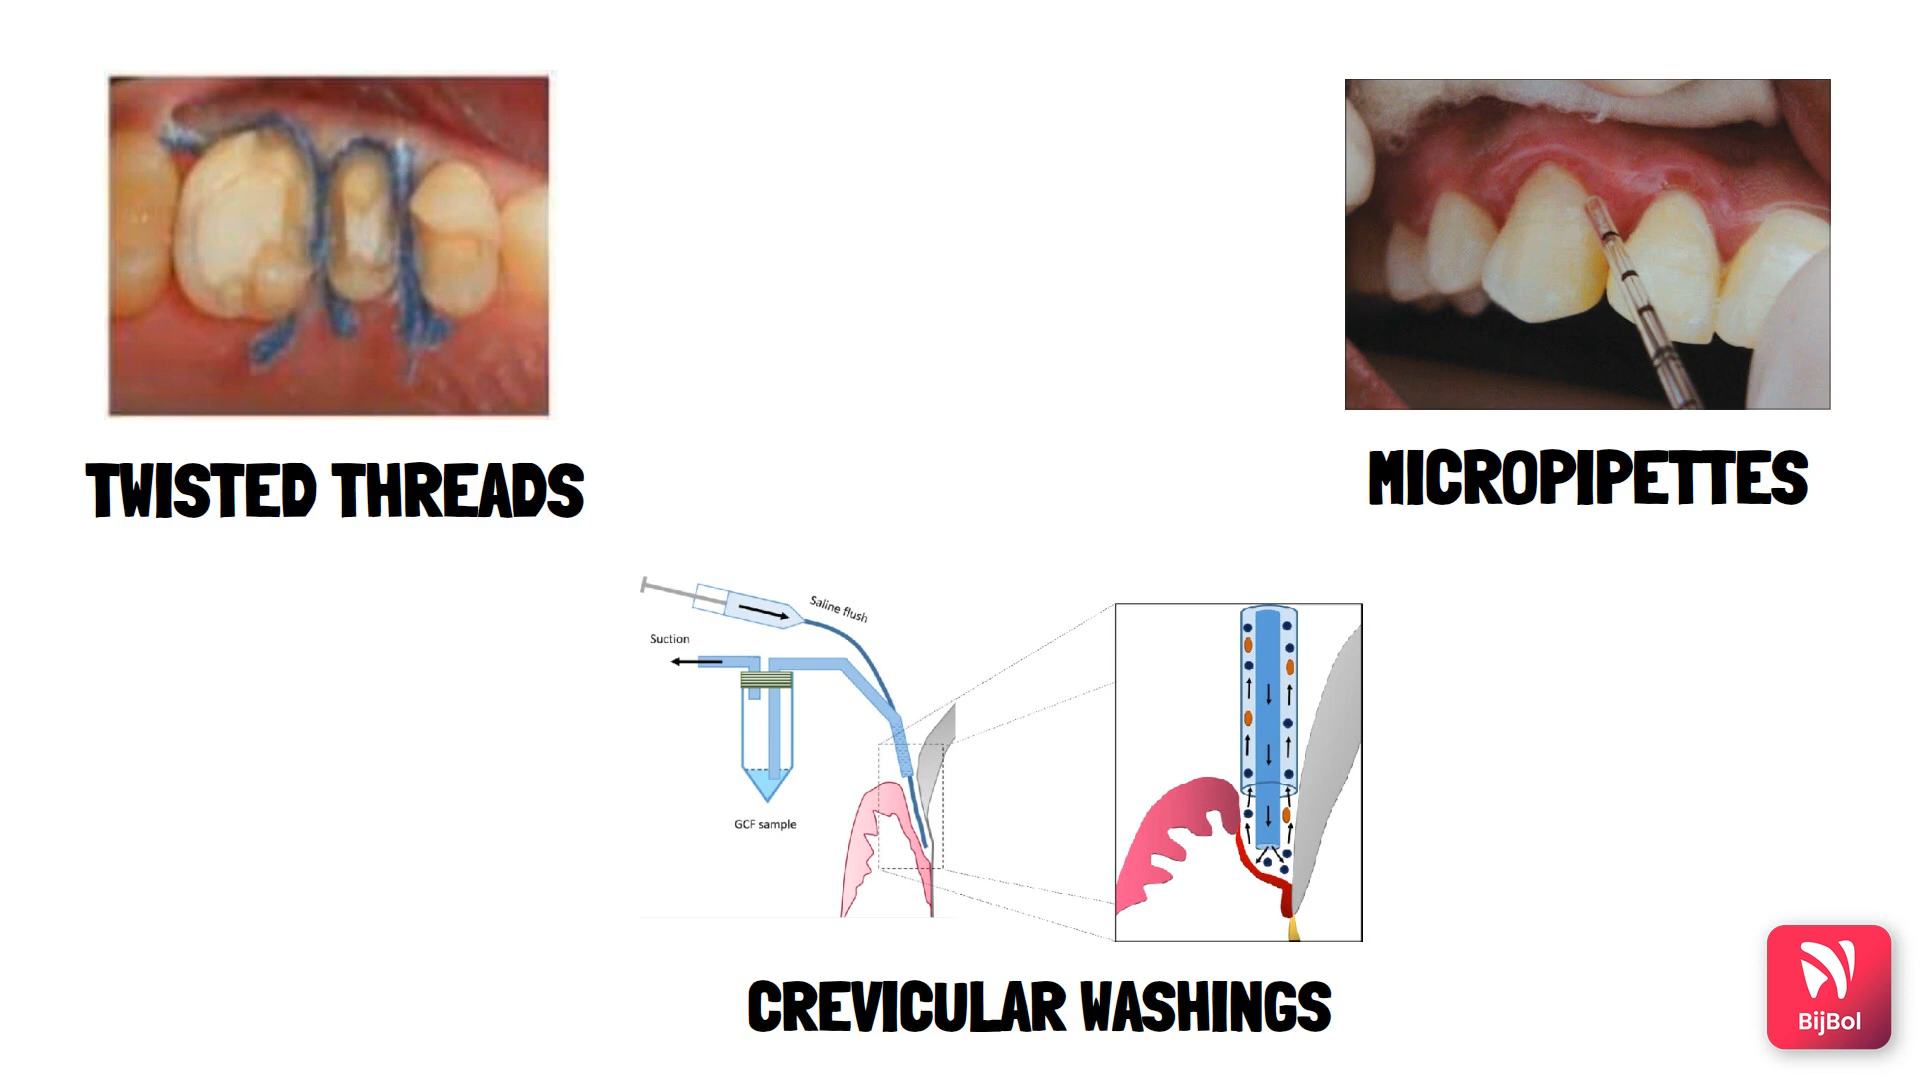 TWISTED THREADS
MICROPIPETTES
Saline flush
Suction
GCF sample
CREVICULAR WASHINGS
BijBol